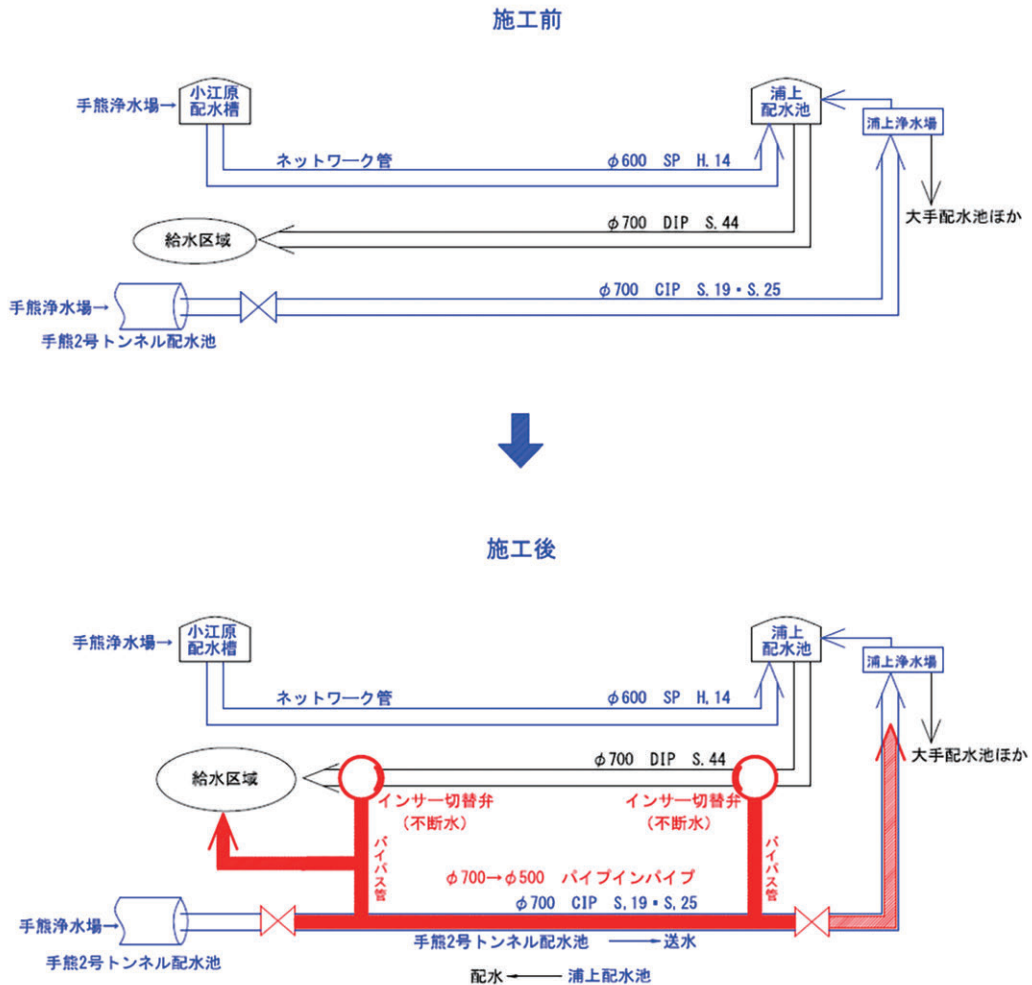 施工前
手熊浄水場→
小江原
配水槽
浦上
配水池
浦上浄水場
ネットワーク管
φ600 SP H.14
大手配水池ほか
φ700 DIP S.44
給水区域
手熊浄水場→
φ700 CIP S.19・S.25
手熊2号トンネル配水池
施工後
手熊浄水場→
小江原
配水槽
浦上
配水池
浦上浄水場
ネットワーク管
φ600 SP H.14
大手配水池ほか
φ700 DIP S.44
給水区域
インサー切替弁
(不断水)
インサー切替弁
(不断水)
バイパス管
バイパス管
φ700→φ500 パイプインパイプ
φ700 CIP S.19・S.25
手熊浄水場→
手熊2号トンネル配水池 →送水
手熊2号トンネル配水池
配水← 浦上配水池